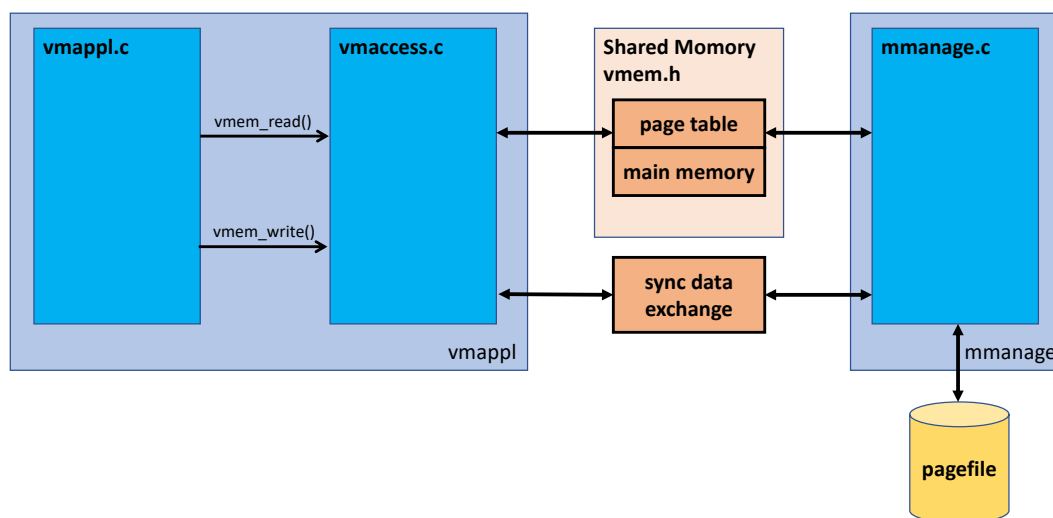 vmappl.c
vmaccess.c
Shared Momory
vmem.h
mmanage.c
vmem_read()
page table
main memory
vmem_write()
sync data
exchange
vmappl
mmanage
pagefile